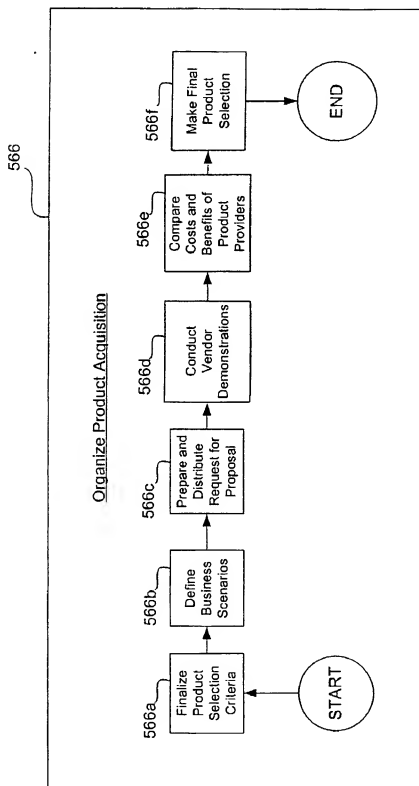 566
Organize Product Acquisition
566a
Finalize
Product
Selection
Criteria
566b
Define
Business
Scenarios
566c
Prepare and
Distribute
Request for
Proposal
566d
Conduct
Vendor
Demonstrations
566e
Compare
Costs and
Benefits of
Product
Providers
566f
Make Final
Product
Selection
START
END